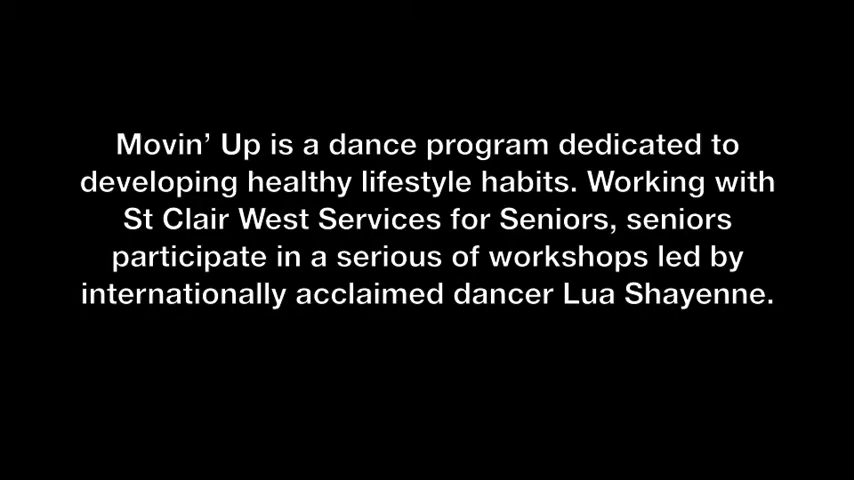 Movin’ Up is a dance program dedicated to
developing healthy lifestyle habits. Working with
St Clair West Services for Seniors, seniors
participate in a serious of workshops led by
internationally acclaimed dancer Lua Shayenne.